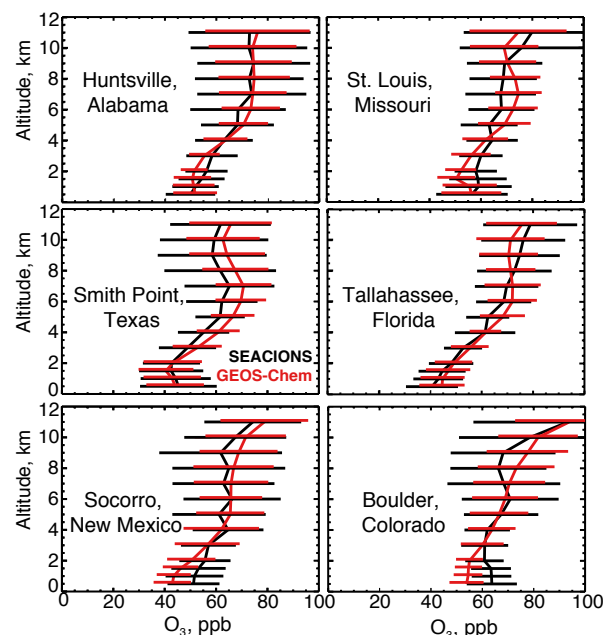 12
10
8
6
4
2
0
Altitude, km
Huntsville,
Alabama
St. Louis,
Missouri
12
10
8
6
4
2
0
Altitude, km
Smith Point,
Texas
SEACIONS
GEOS-Chem
Tallahassee,
Florida
12
10
8
6
4
2
0
Altitude, km
Socorro,
New Mexico
Boulder,
Colorado
0 20 40 60 80 100 0 20 40 60 80 100
O₃, ppb O₃, ppb